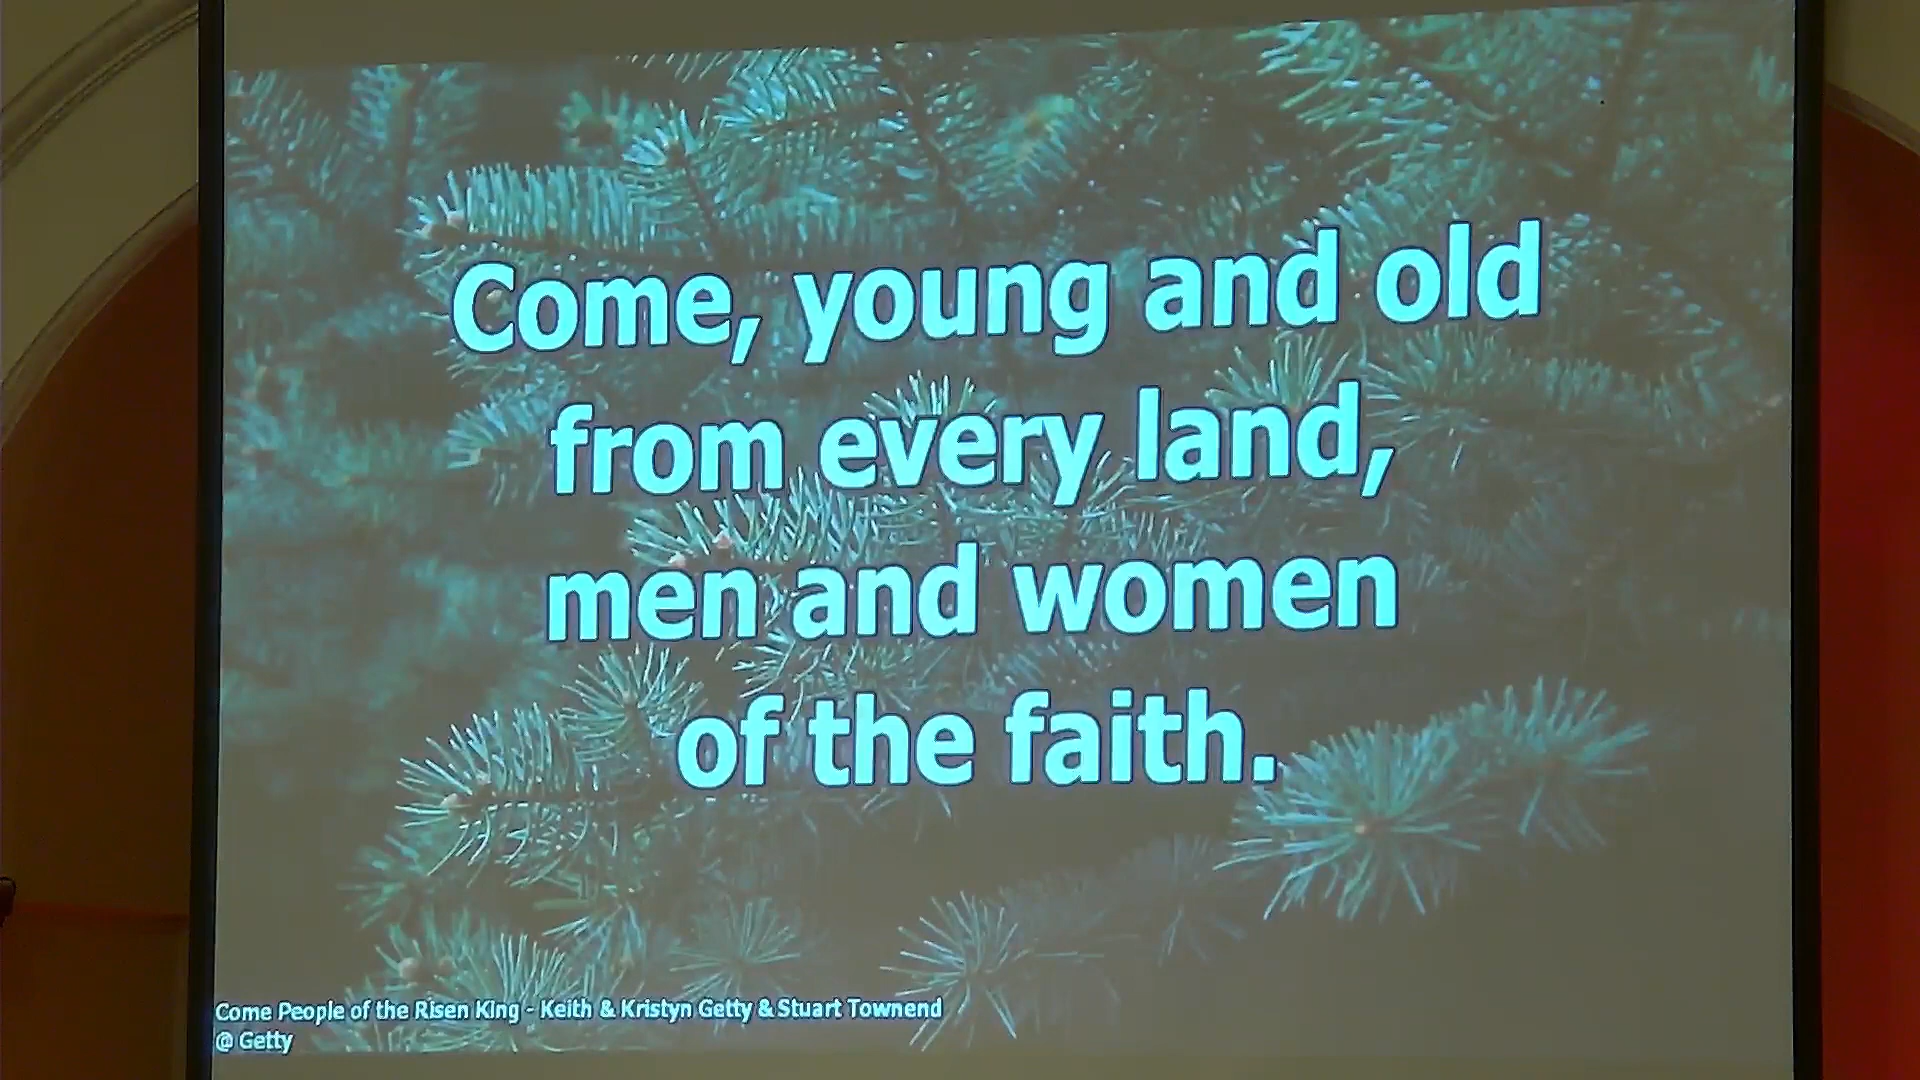 Come, young and old
from every land,
men and women
of the faith.
Come People of the Risen King - Keith & Kristyn Getty & Stuart Townend
@ Getty